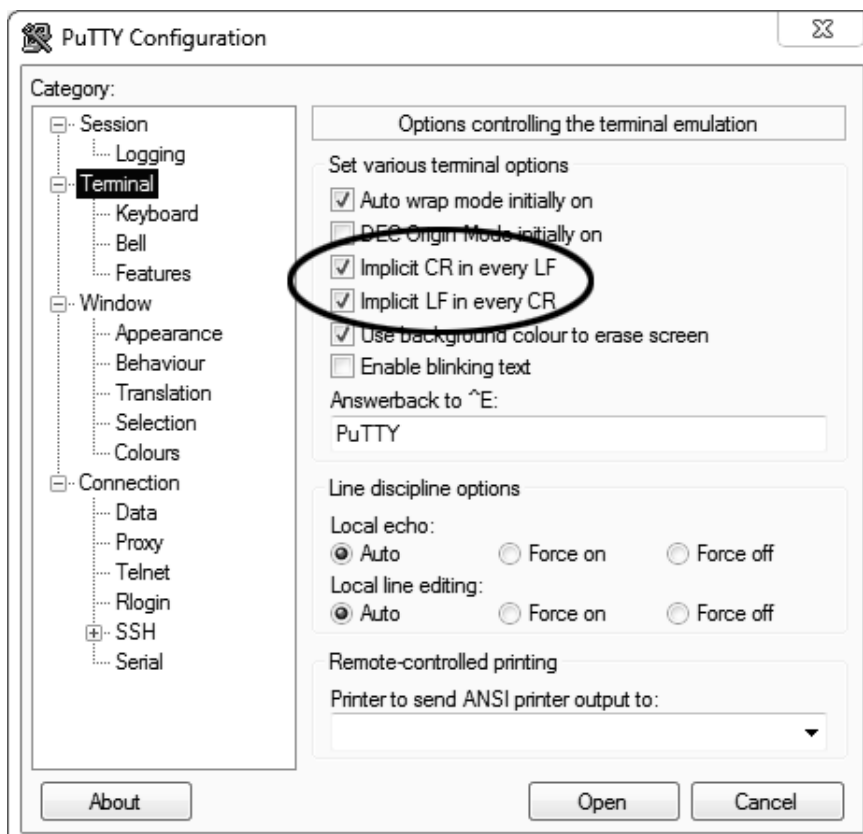 PuTTY Configuration
Category:
Session
Logging
Terminal
Keyboard
Bell
Features
Window
Appearance
Behaviour
Translation
Selection
Colours
Connection
Data
Proxy
Telnet
Rlogin
SSH
Serial
Options controlling the terminal emulation
Set various terminal options
Auto wrap mode initially on
DEC Origin Mode initially on
Implicit CR in every LF
Implicit LF in every CR
Use background colour to erase screen
Enable blinking text
Answerback to ^E:
PuTTY
Line discipline options
Local echo:
Auto Force on Force off
Local line editing:
Auto Force on Force off
Remote-controlled printing
Printer to send ANSI printer output to:
About Open Cancel